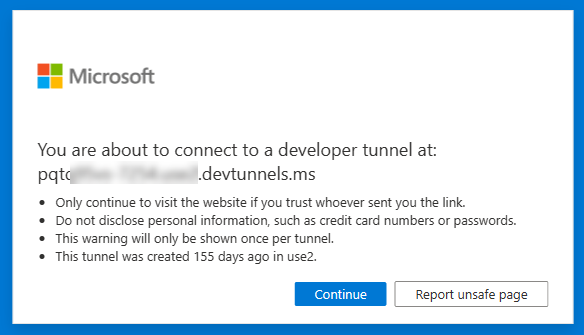 Microsoft
You are about to connect to a developer tunnel at:
pqtc .devtunnels.ms
Only continue to visit the website if you trust whoever sent you the link.
Do not disclose personal information, such as credit card numbers or passwords.
This warning will only be shown once per tunnel.
This tunnel was created 155 days ago in use2.
Continue
Report unsafe page